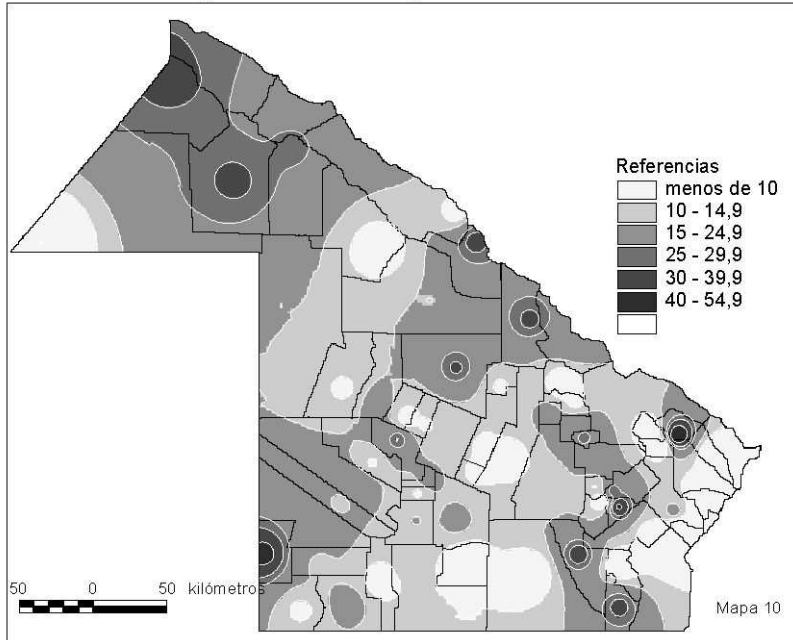 Referencias
menos de 10
10 - 14,9
15 - 24,9
25 - 29,9
30 - 39,9
40 - 54,9
50 0 50 kilómetros
Mapa 10